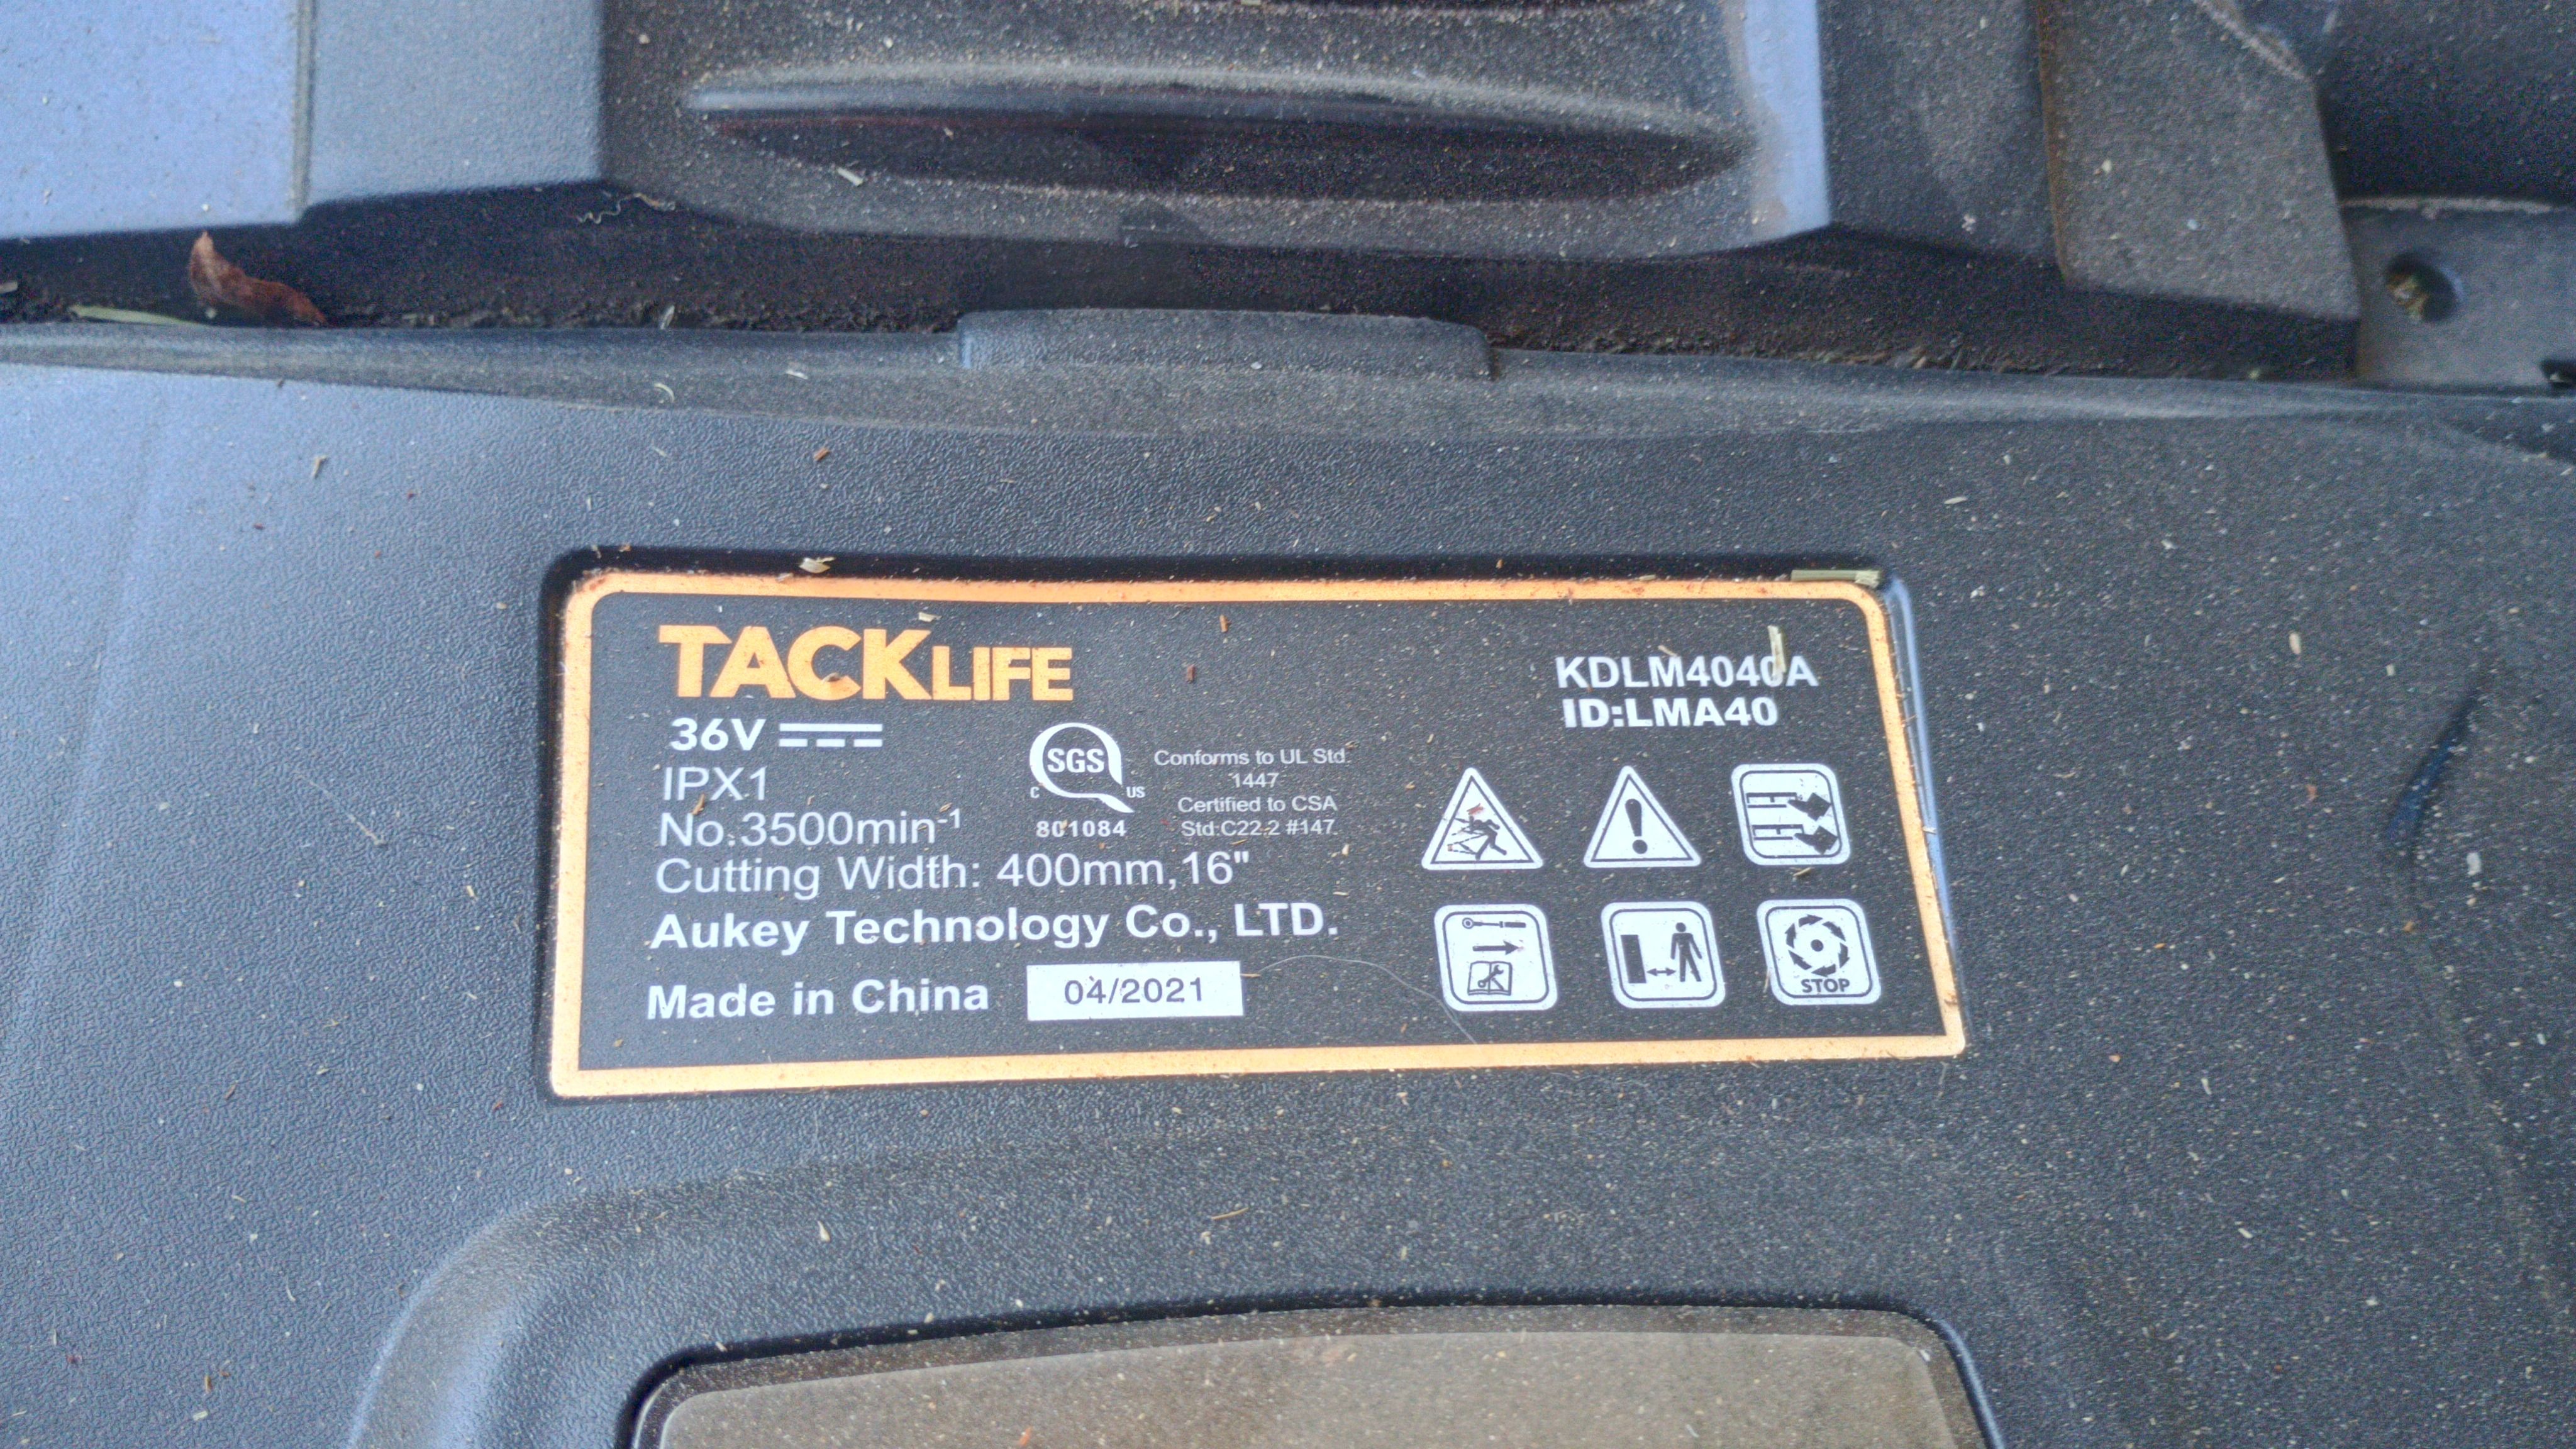 TACKLIFE
KDLM4040A
ID:LMA40
36V
IPX1
No.3500min⁻¹
SGS
C US
801084
Conforms to UL Std.
1447
Certified to CSA
Std.C22.2 #147.
Cutting Width: 400mm,16"
Aukey Technology Co., LTD.
Made in China 04/2021
STOP